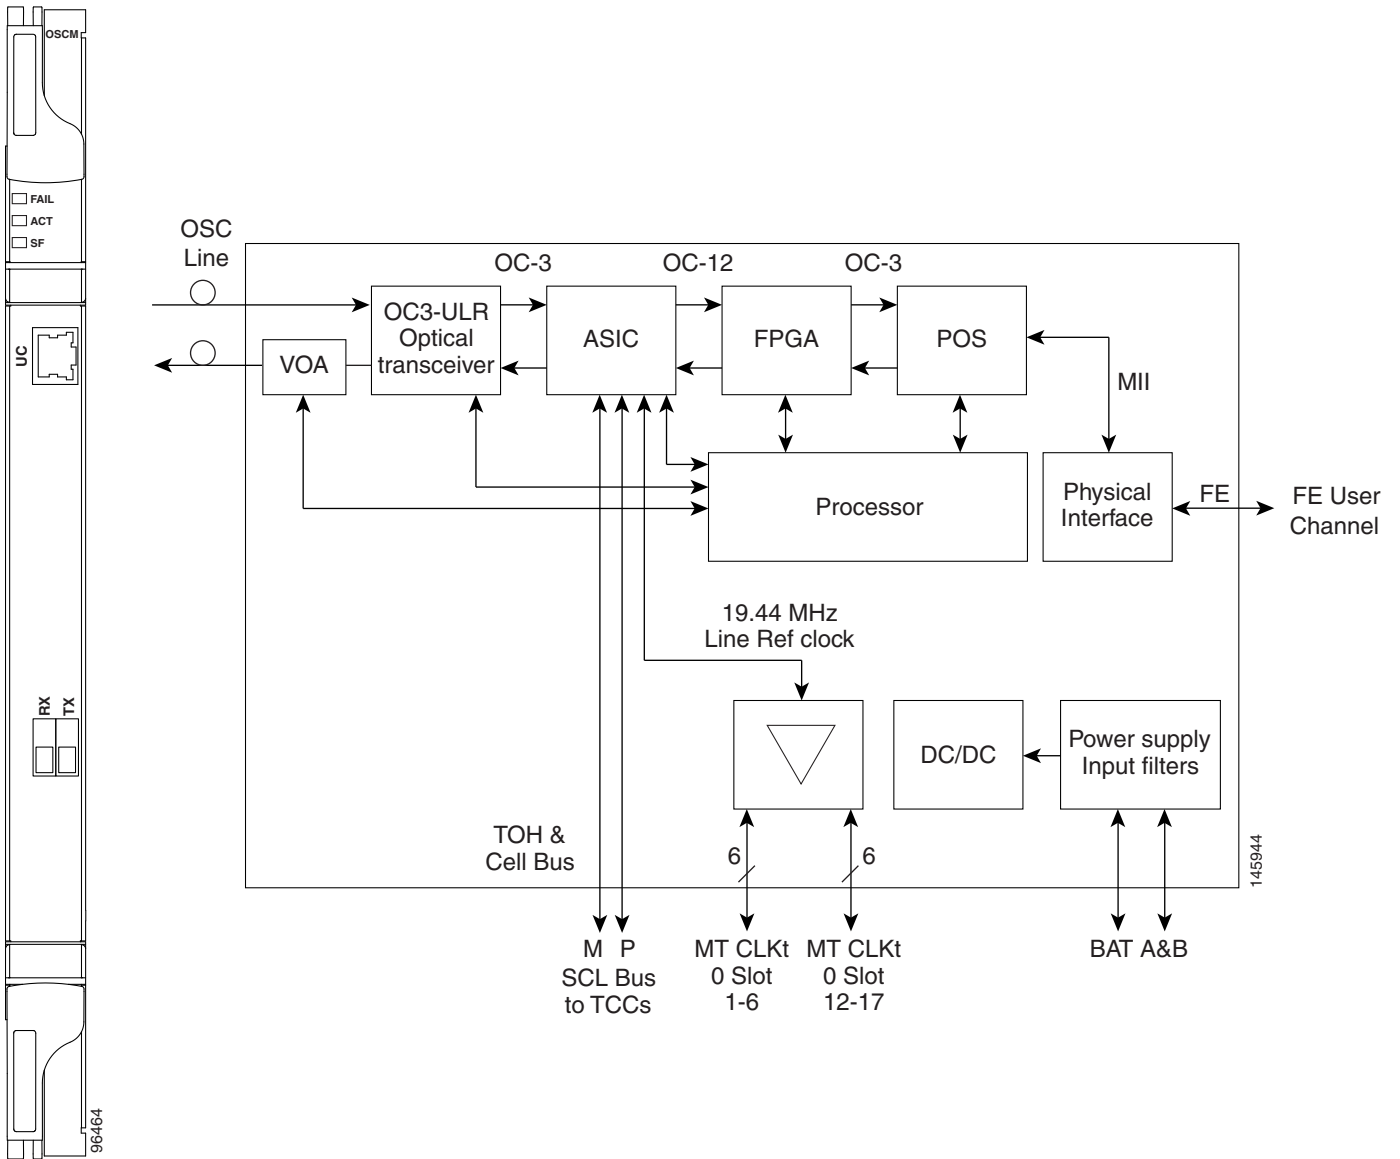 OSCM
FAIL
ACT
SF
UC
RX
TX
96464
OSC
Line
OC-3
OC-12
OC-3
OC3-ULR
Optical
transceiver
ASIC
FPGA
POS
VOA
MII
Processor
Physical
Interface
FE
FE User
Channel
19.44 MHz
Line Ref clock
DC/DC
Power supply
Input filters
TOH &
Cell Bus
6
6
145944
M P
SCL Bus
to TCCs
MT CLKt
0 Slot
1-6
MT CLKt
0 Slot
12-17
BAT A&B